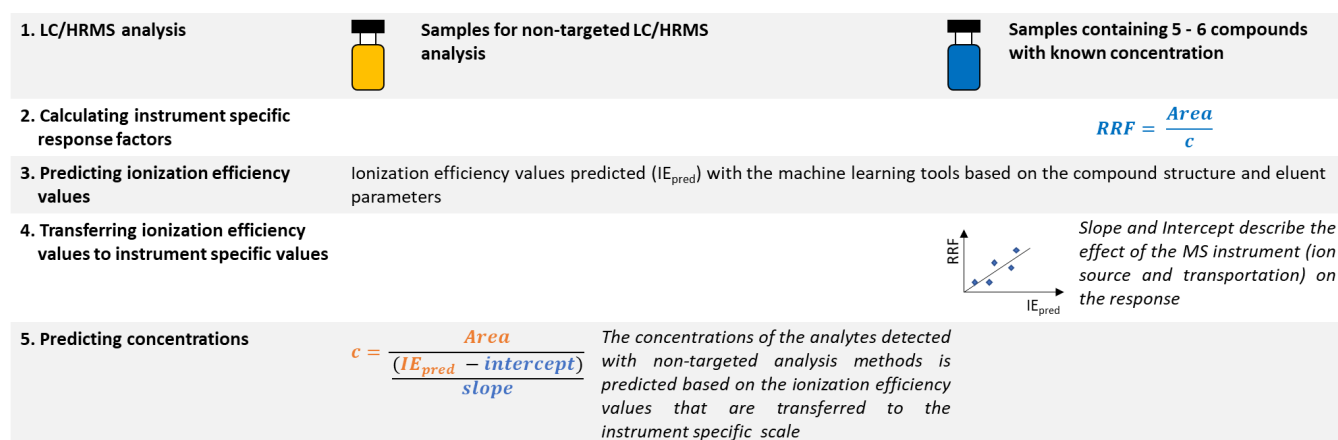 1. LC/HRMS analysis
Samples for non-targeted LC/HRMS
analysis
Samples containing 5 - 6 compounds
with known concentration
2. Calculating instrument specific
response factors
RRF = Area / c
3. Predicting ionization efficiency
values
Ionization efficiency values predicted (IEpred) with the machine learning tools based on the compound structure and eluent
parameters
4. Transferring ionization efficiency
values to instrument specific values
RRF
IEpred
Slope and Intercept describe the
effect of the MS instrument (ion
source and transportation) on
the response
5. Predicting concentrations
c = Area / ((IEpred − intercept) / slope)
The concentrations of the analytes detected
with non-targeted analysis methods is
predicted based on the ionization efficiency
values that are transferred to the
instrument specific scale